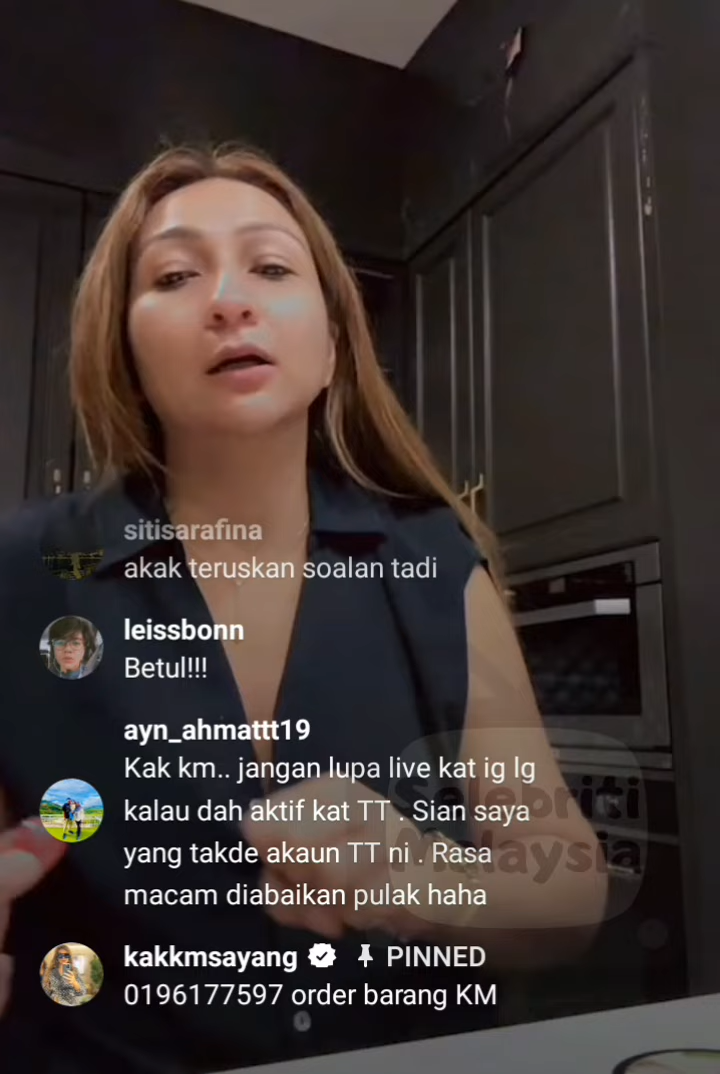 sitisarafina
akak teruskan soalan tadi
leissbonn
Betul!!!
ayn_ahmattt19
Kak km.. jangan lupa live kat ig lg
kalau dah aktif kat TT . Sian saya
yang takde akaun TT ni . Rasa
macam diabaikan pulak haha
Selebriti
Malaysia
kakkmsayang PINNED
0196177597 order barang KM